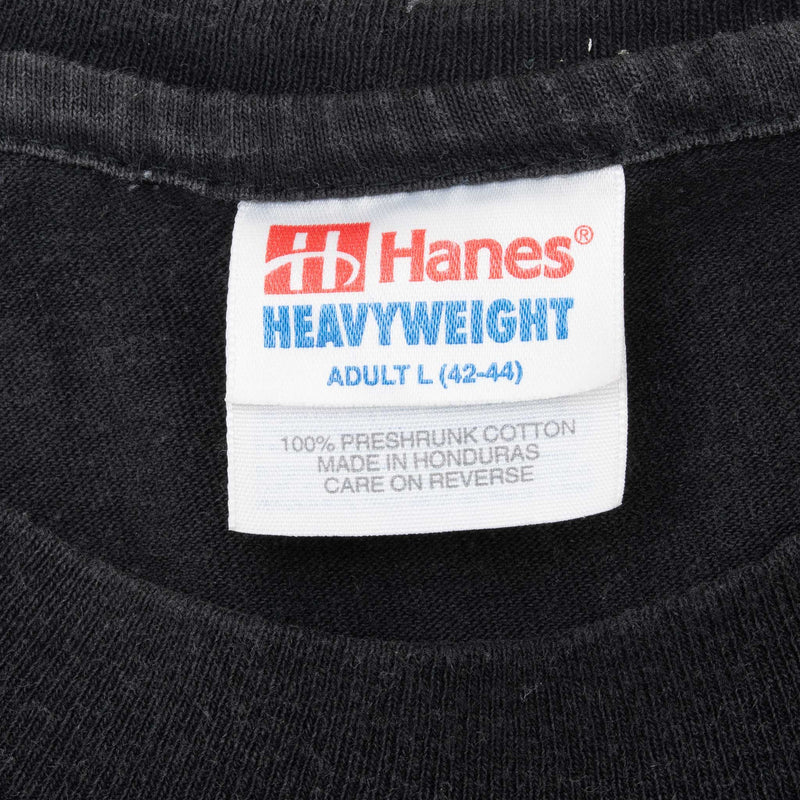 Hanes®
HEAVYWEIGHT
ADULT L (42-44)
100% PRESHRUNK COTTON
MADE IN HONDURAS
CARE ON REVERSE